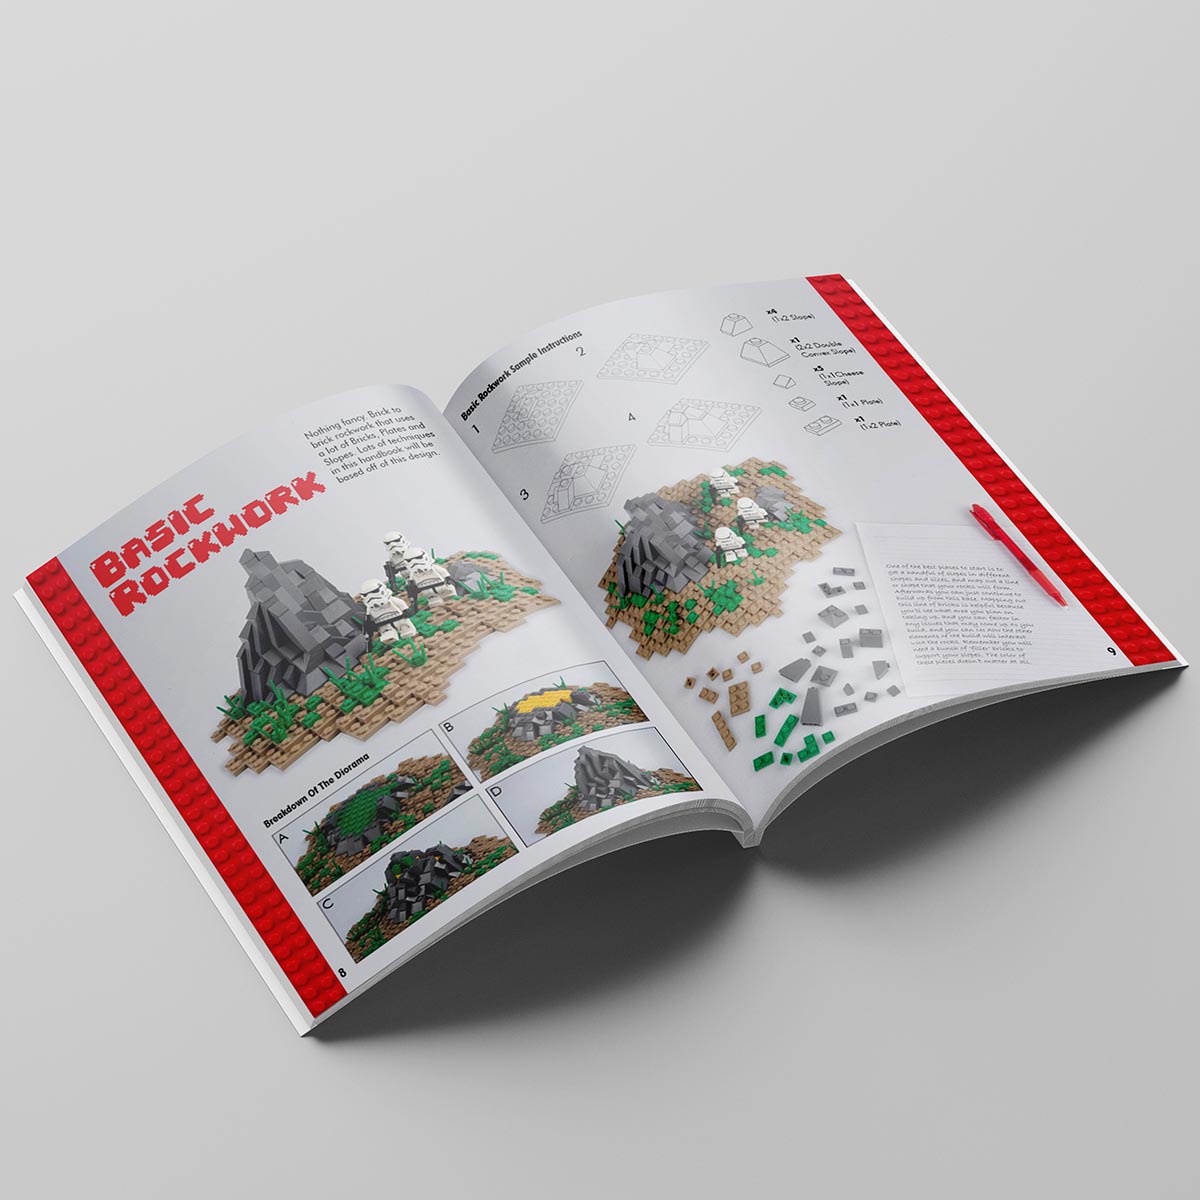 BASIC
ROCKWORK
Nothing fancy. Brick to
brick rockwork that uses
a lot of Bricks, Plates and
Slopes. Lots of techniques
in this handbook will be
based off of this design.
Breakdown Of The Diorama
A
B
C
D
8
Basic Rockwork Sample Instructions
1
2
3
4
x4
(1x2 Slope)
x1
(2x2 Double
Convex Slope)
x5
(1x1 Cheese
Slope)
x1
(1x1 Plate)
x1
(1x2 Plate)
One of the best places to start is to
get a handful of slopes in different
shapes and sizes, and map out a line
or shape that your rocks will form.
Afterwards you can just continue to
build up from this base. Mapping out
this line of bricks is helpful because
you'll see what area you plan on
taking up, and you can factor in
any issues that may come up as you
build, and you can see how the other
elements of the build will interact
with the rocks. Remember you will
need a bunch of 'filler' bricks to
support your slopes. The color of
these pieces doesn't matter at all.
9